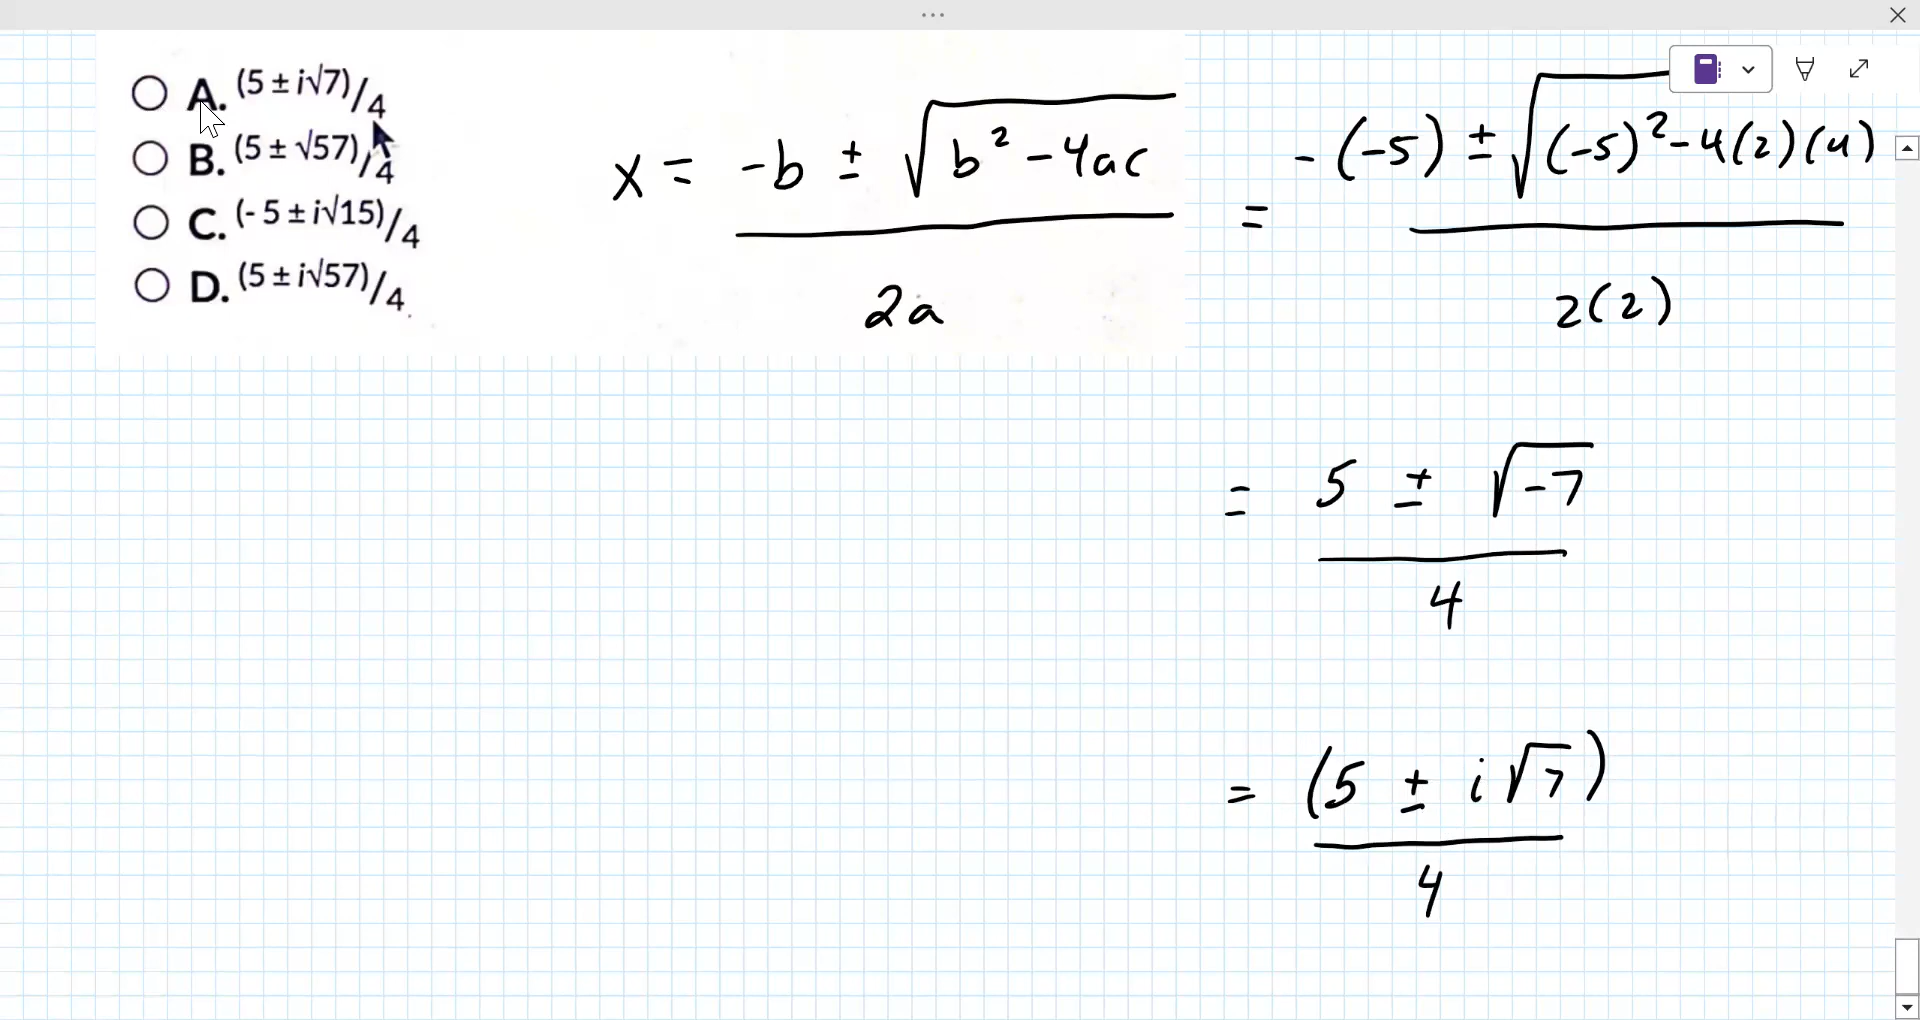 A. (5 ± i√7)/4
B. (5 ± √57)/4
C. (- 5 ± i√15)/4
D. (5 ± i√57)/4
x = -b ± √b² - 4ac
2a
= - (-5) ± √(-5)² - 4(2)(4)
2(2)
= 5 ± √-7
4
= (5 ± i√7)
4